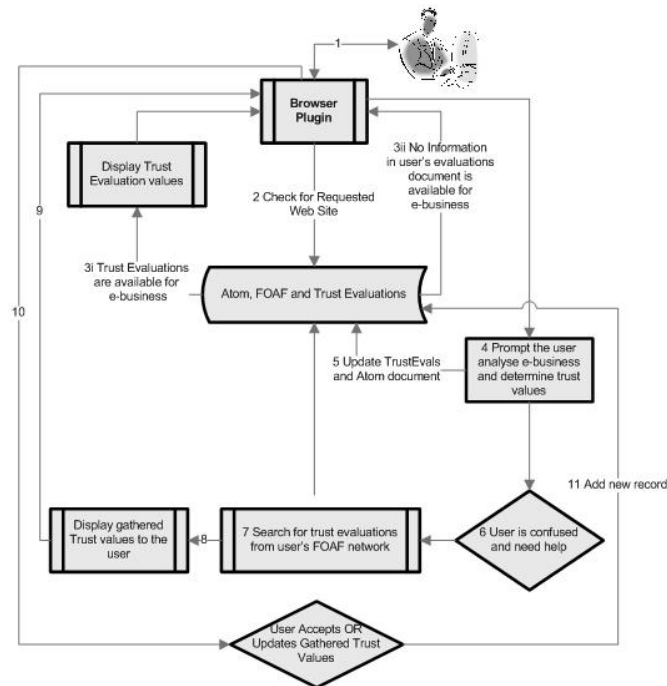 1
Browser
Plugin
3ii No Information
in user's evaluations
document is
available for
e-business
Display Trust
Evaluation values
2 Check for Requested
Web Site
9
3i Trust Evaluations
are available for
e-business
10
Atom, FOAF and Trust Evaluations
5 Update TrustEvals
and Atom document
4 Prompt the user
analyse e-business
and determine trust
values
11 Add new record
Display gathered
Trust values to the
user
8
7 Search for trust evaluations
from user's FOAF network
6 User is confused
and need help
User Accepts OR
Updates Gathered Trust
Values